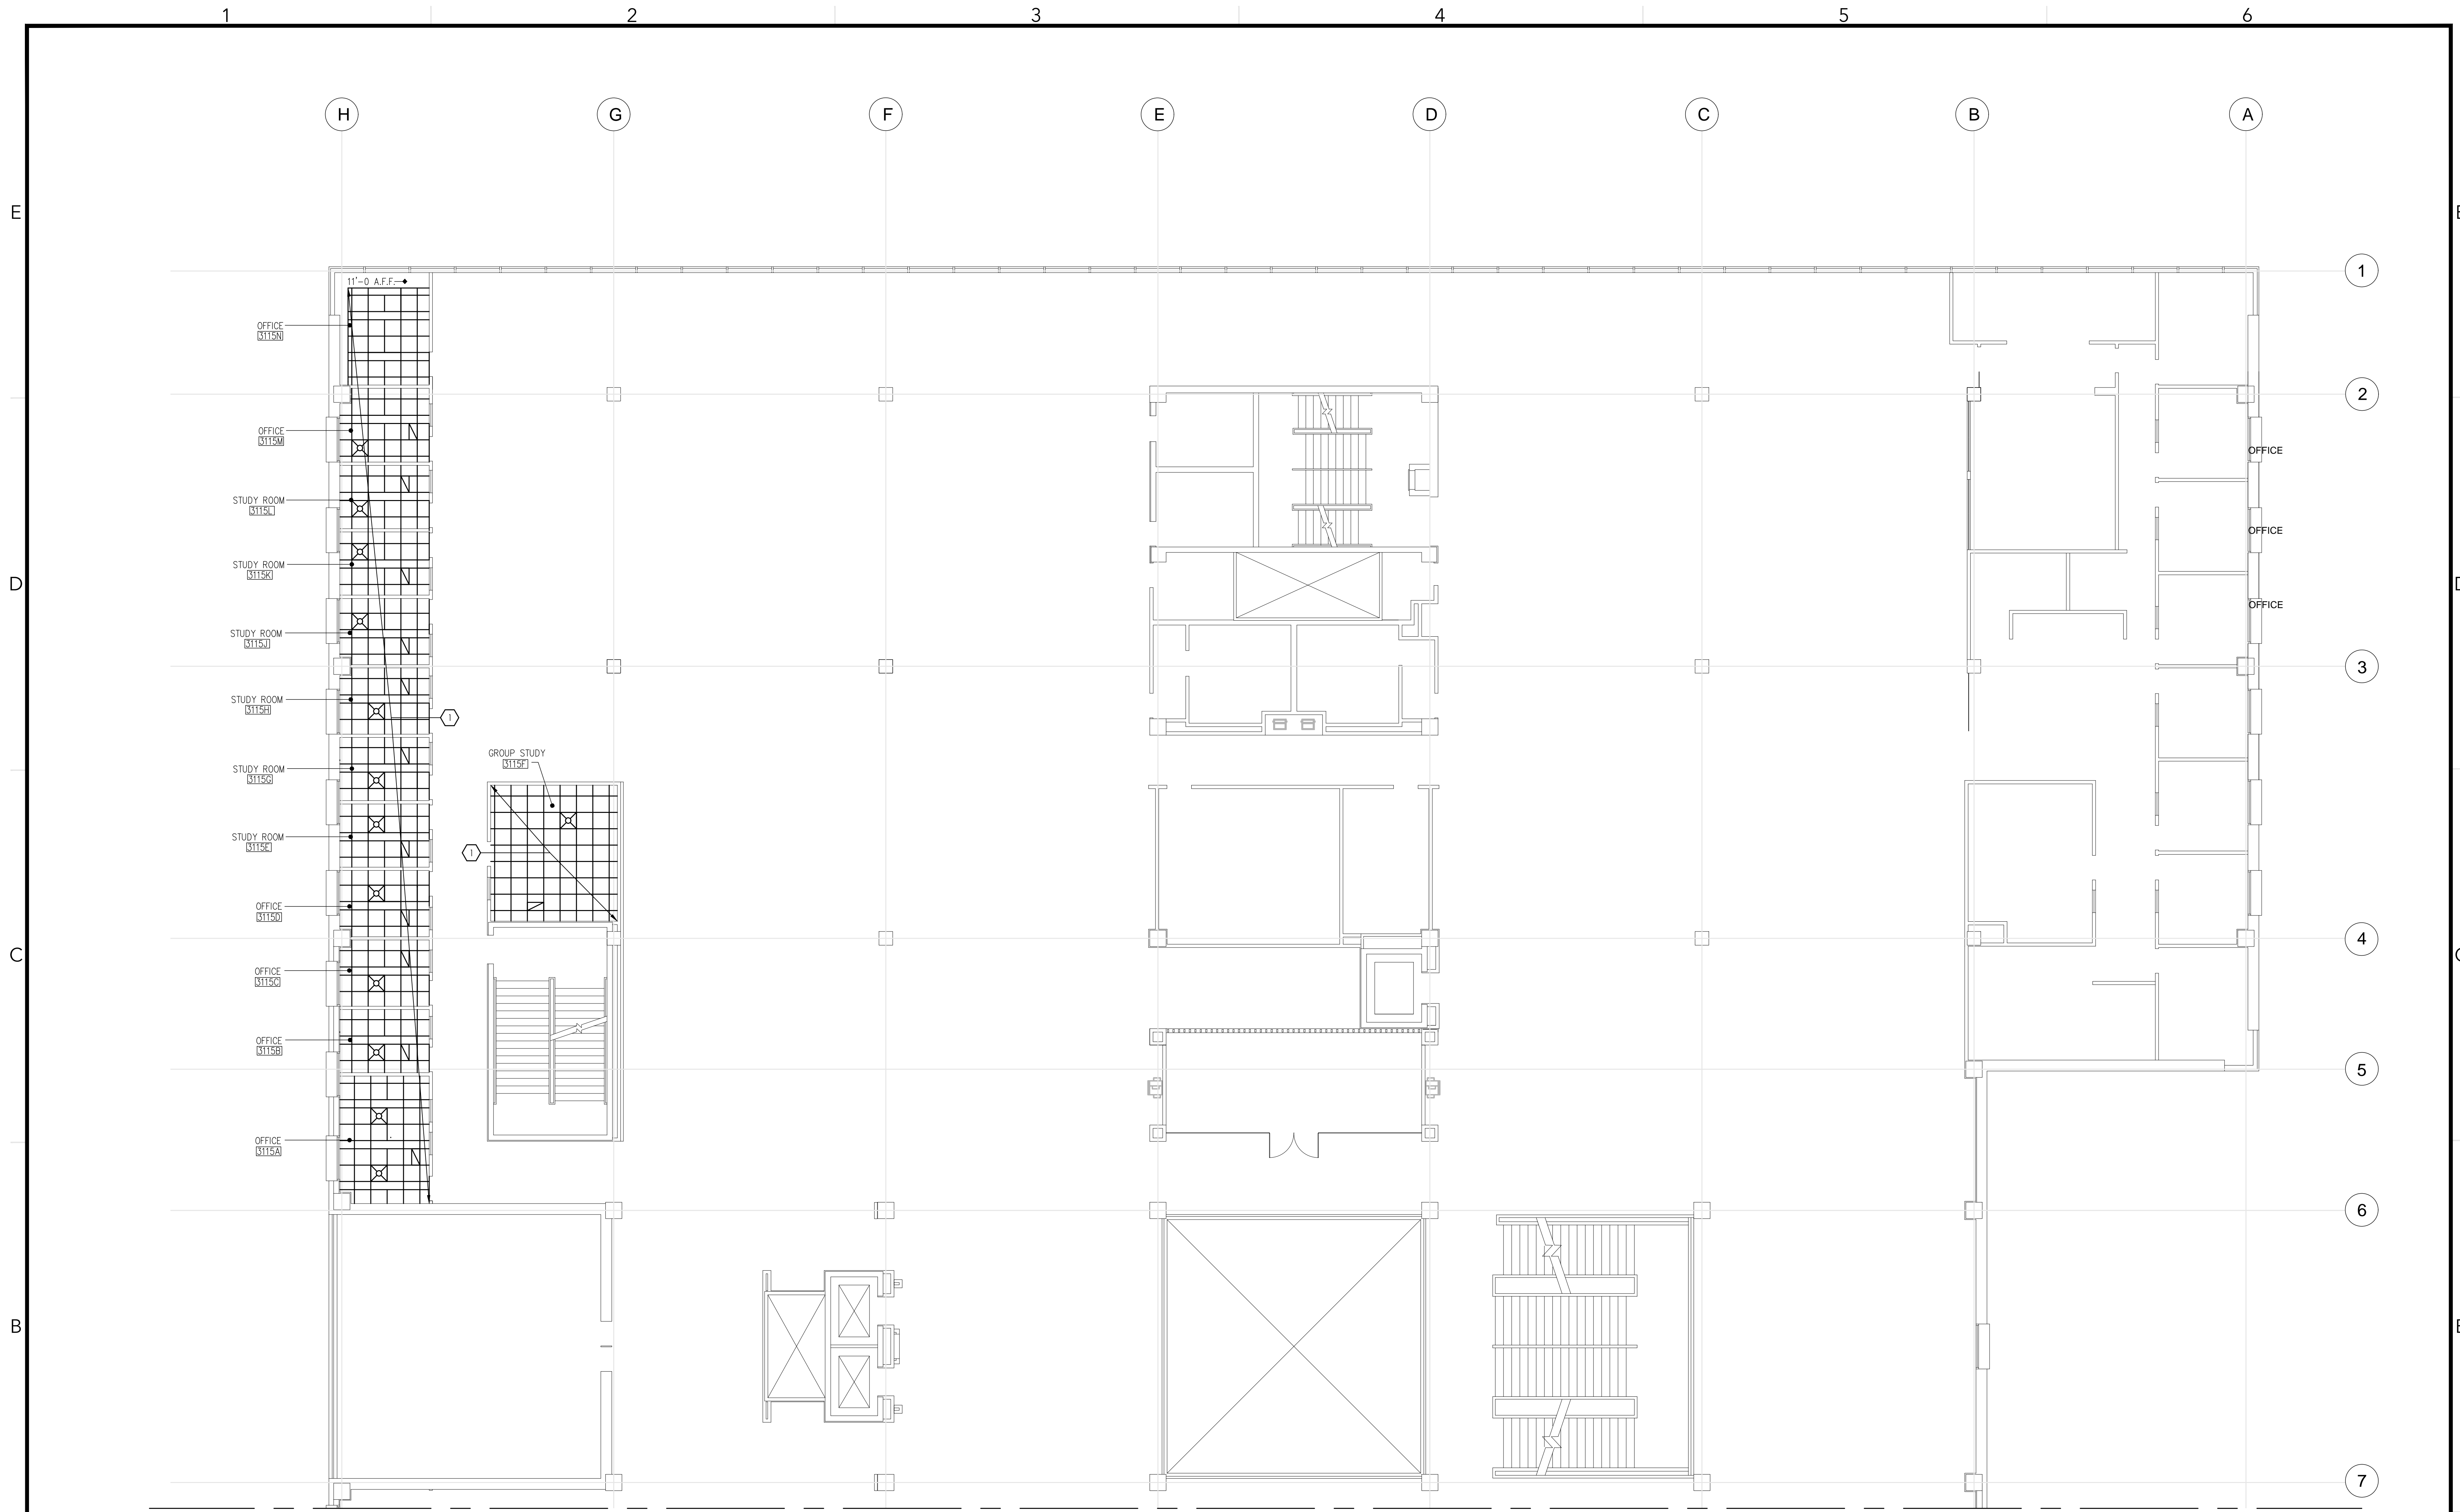 1 2 3 4 5 6
H G F E D C B A
E E
1
11'-0 A.F.F.
OFFICE
3115N
2
OFFICE
3115M
OFFICE
STUDY ROOM
3115L
OFFICE
STUDY ROOM
3115K
D D
OFFICE
STUDY ROOM
3115J
3
STUDY ROOM
3115H
1
GROUP STUDY
3115F
STUDY ROOM
3115G
STUDY ROOM
3115E
1
OFFICE
3115D
4
C C
OFFICE
3115C
OFFICE
3115B
5
OFFICE
3115A
6
B B
7